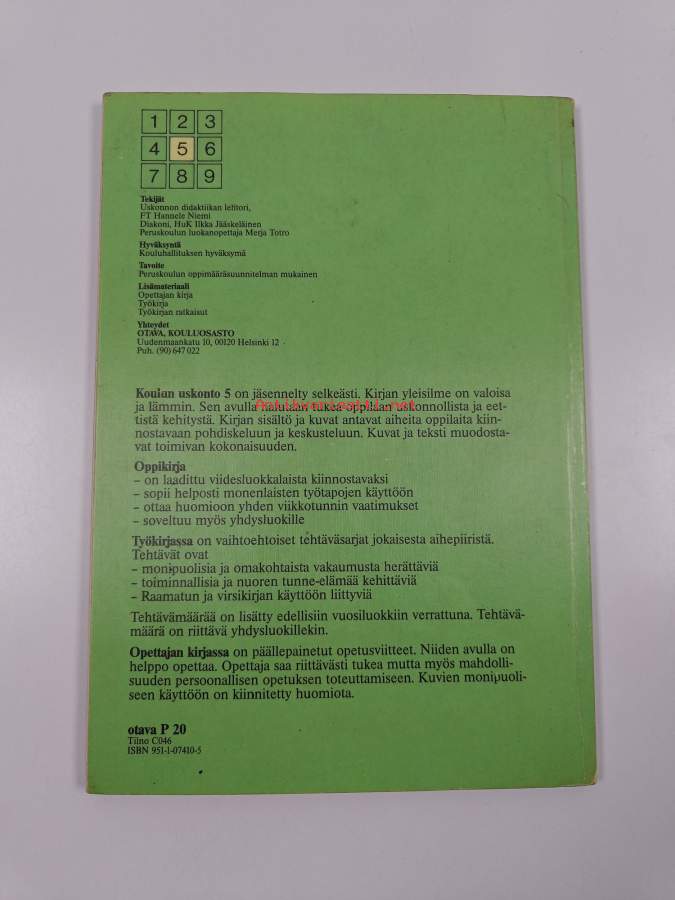 1 2 3
4 5 6
7 8 9
Tekijät
Uskonnon didaktiikan lehtori,
FT Hannele Niemi
Diakoni, HuK Ilkka Jääskeläinen
Peruskoulun luokanopettaja Merja Totro
Hyväksyntä
Kouluhallituksen hyväksymä
Tavoite
Peruskoulun oppimääräsuunnitelman mukainen
Lisämateriaali
Opettajan kirja
Työkirja
Työkirjan ratkaisut
Yhteydet
OTAVA, KOULUOSASTO
Uudenmaankatu 10, 00120 Helsinki 12
Puh. (90) 647 022
Koulun uskonto 5 on jäsennelty selkeästi. Kirjan yleisilme on valoisa
ja lämmin. Sen avulla halutaan tukea oppilaan uskonnollista ja eet-
Antikvariaatti.net
tistä kehitystä. Kirjan sisältö ja kuvat antavat aiheita oppilaita kiin-
nostavaan pohdiskeluun ja keskusteluun. Kuvat ja teksti muodosta-
vat toimivan kokonaisuuden.
Oppikirja
– on laadittu viidesluokkalaista kiinnostavaksi
– sopii helposti monenlaisten työtapojen käyttöön
– ottaa huomioon yhden viikkotunnin vaatimukset
– soveltuu myös yhdysluokille
Työkirjassa on vaihtoehtoiset tehtäväsarjat jokaisesta aihepiiristä.
Tehtävät ovat
– monipuolisia ja omakohtaista vakaumusta herättäviä
– toiminnallisia ja nuoren tunne-elämää kehittäviä
– Raamatun ja virsikirjan käyttöön liittyviä
Tehtävämäärää on lisätty edellisiin vuosiluokkiin verrattuna. Tehtävä-
määrä on riittävä yhdysluokillekin.
Opettajan kirjassa on päällepainetut opetusviitteet. Niiden avulla on
helppo opettaa. Opettaja saa riittävästi tukea mutta myös mahdolli-
suuden persoonallisen opetuksen toteuttamiseen. Kuvien monipuoli-
seen käyttöön on kiinnitetty huomiota.
otava P 20
Tilno C046
ISBN 951-1-07410-5